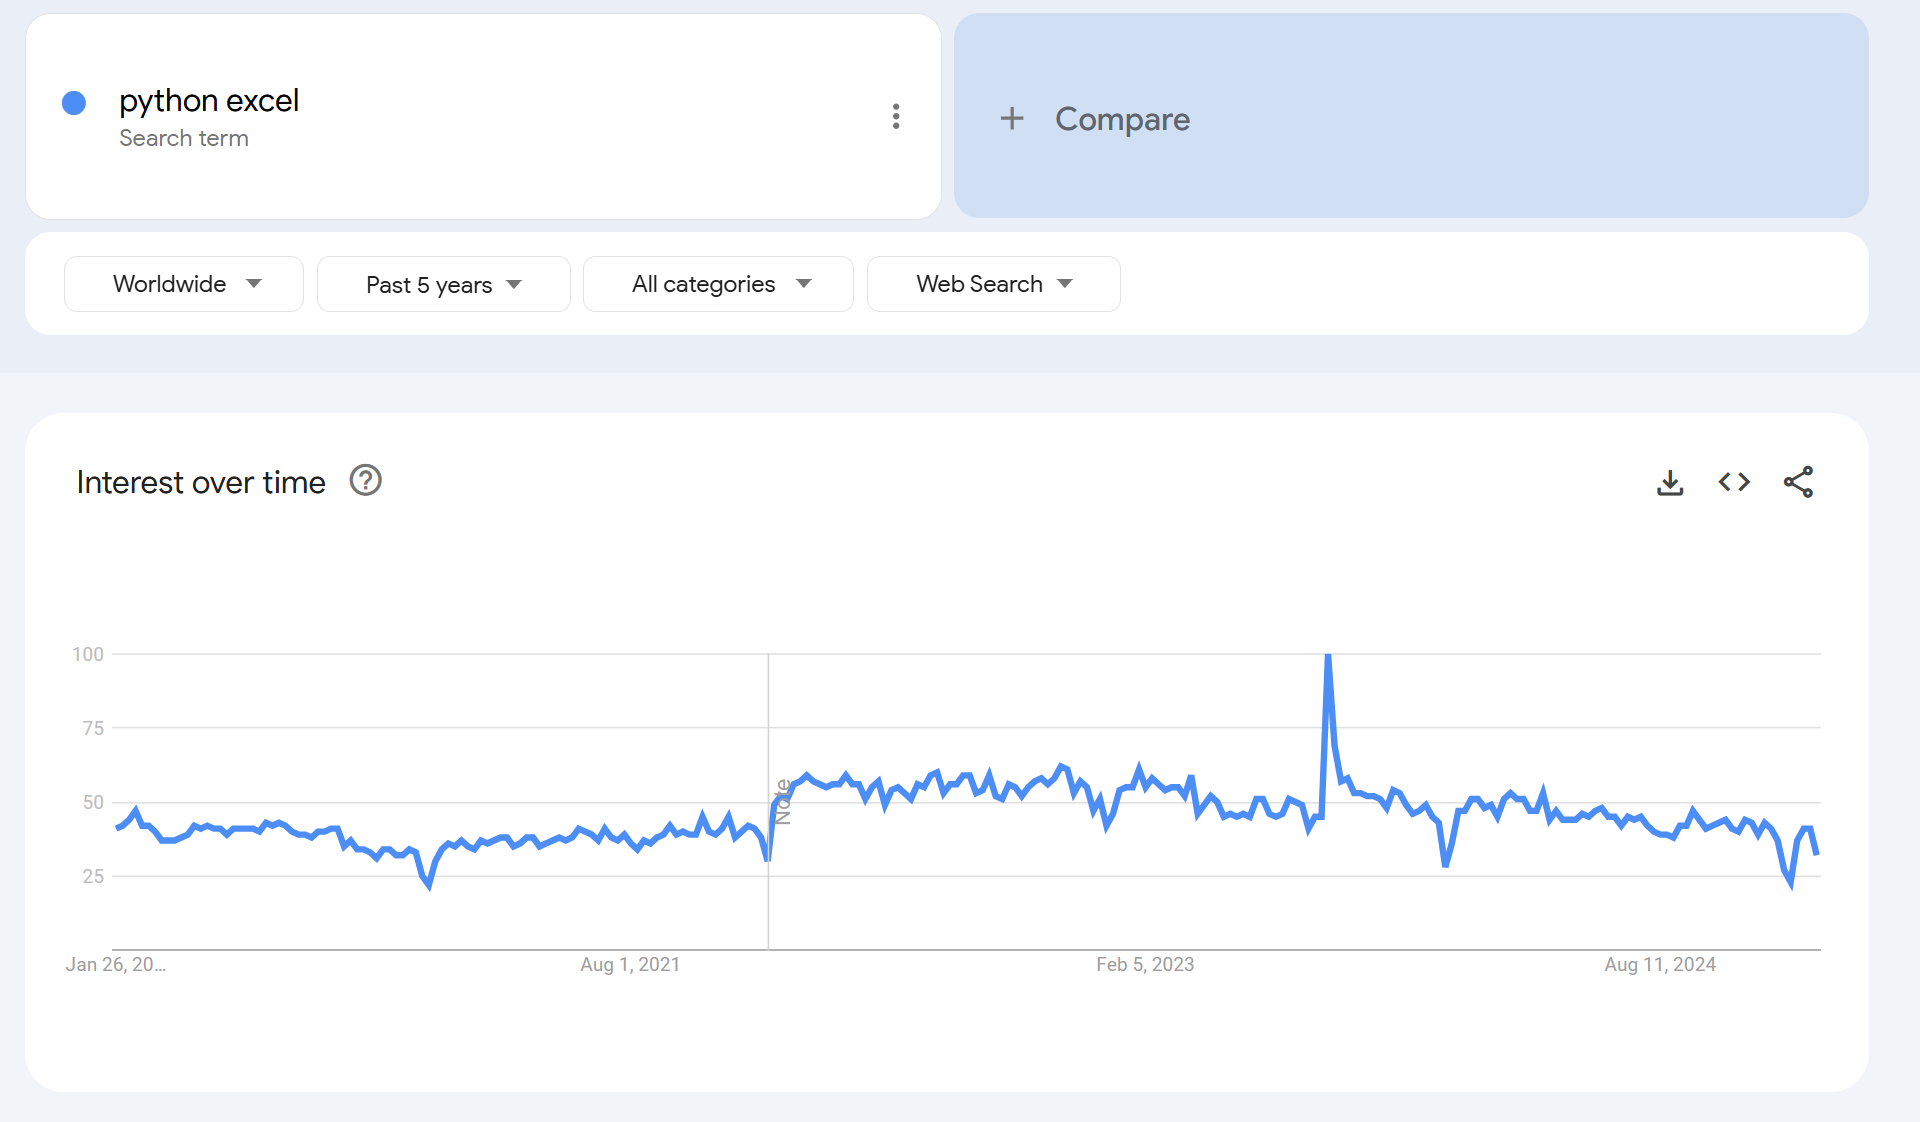 python excel
Search term
+ Compare
Worldwide
Past 5 years
All categories
Web Search
Interest over time
100
75
50
25
Note
Jan 26, 20...
Aug 1, 2021
Feb 5, 2023
Aug 11, 2024